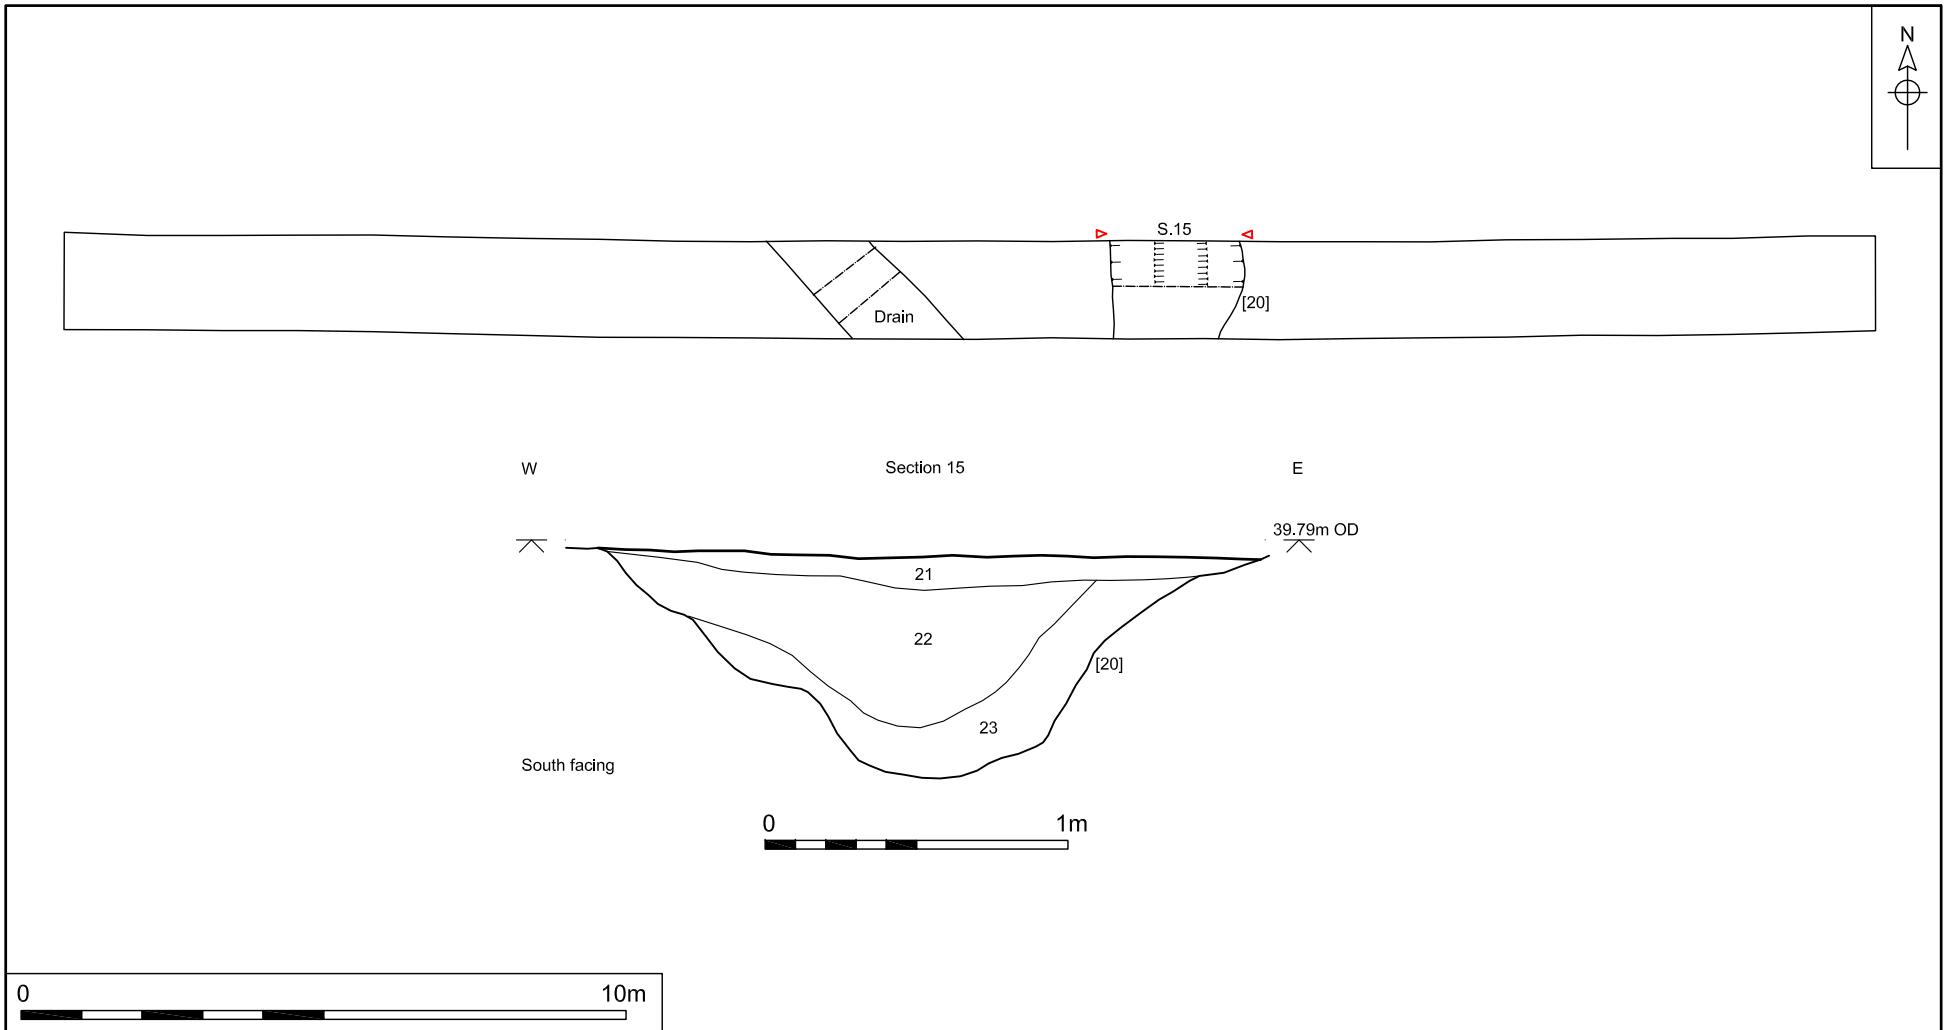 N
S.15
[20]
Drain
W
Section 15
E
39.79m OD
21
22
[20]
23
South facing
0 1m
0 10m